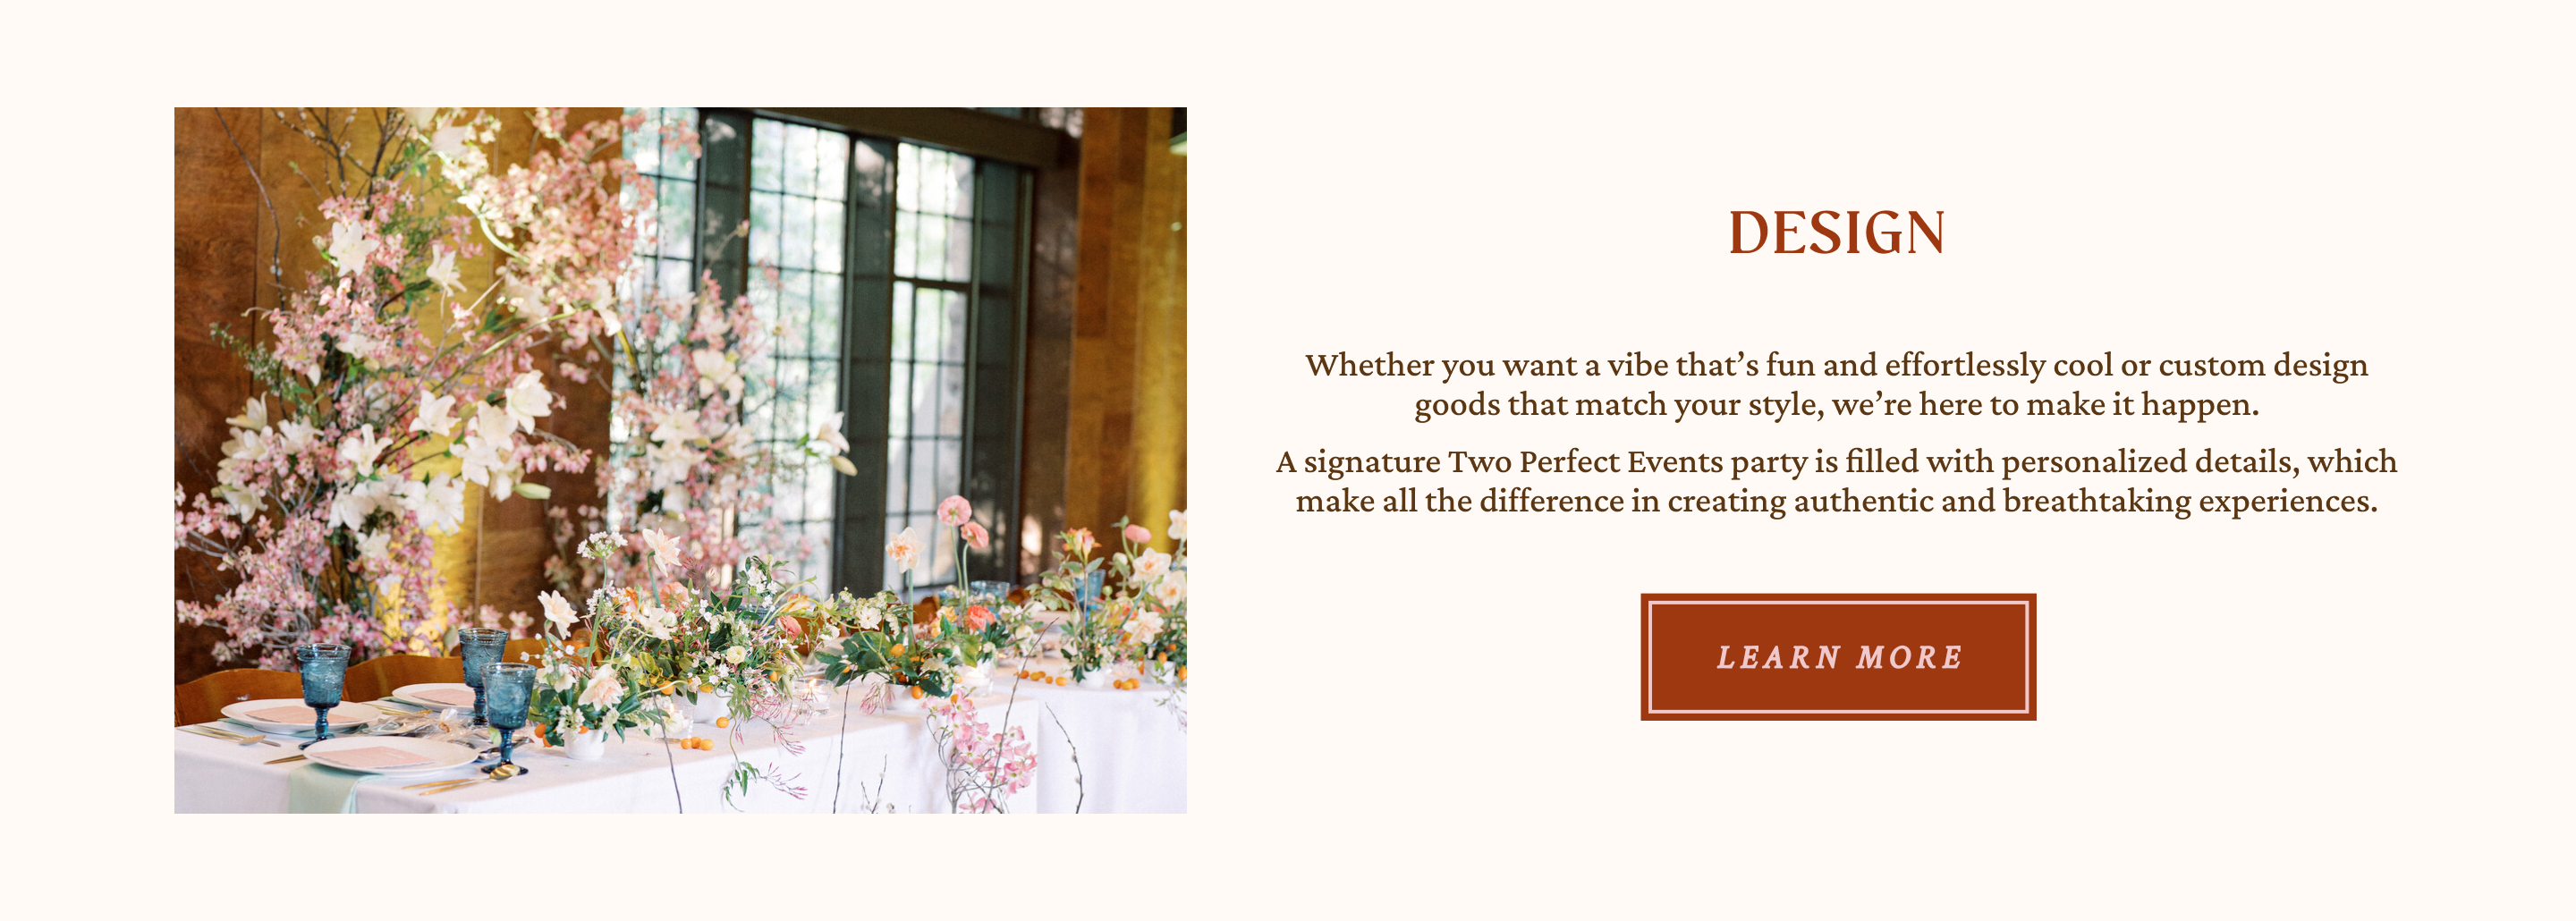 DESIGN
Whether you want a vibe that’s fun and effortlessly cool or custom design
goods that match your style, we’re here to make it happen.
A signature Two Perfect Events party is filled with personalized details, which
make all the difference in creating authentic and breathtaking experiences.
LEARN MORE